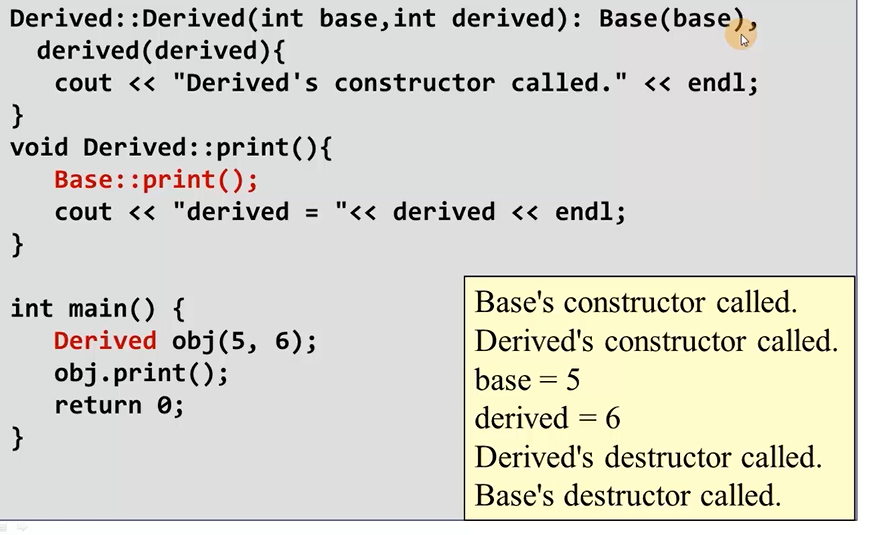 Derived::Derived(int base,int derived): Base(base),
derived(derived){
cout << "Derived's constructor called." << endl;
}
void Derived::print(){
Base::print();
cout << "derived = "<< derived << endl;
}
int main() {
Derived obj(5, 6);
obj.print();
return 0;
}
Base's constructor called.
Derived's constructor called.
base = 5
derived = 6
Derived's destructor called.
Base's destructor called.